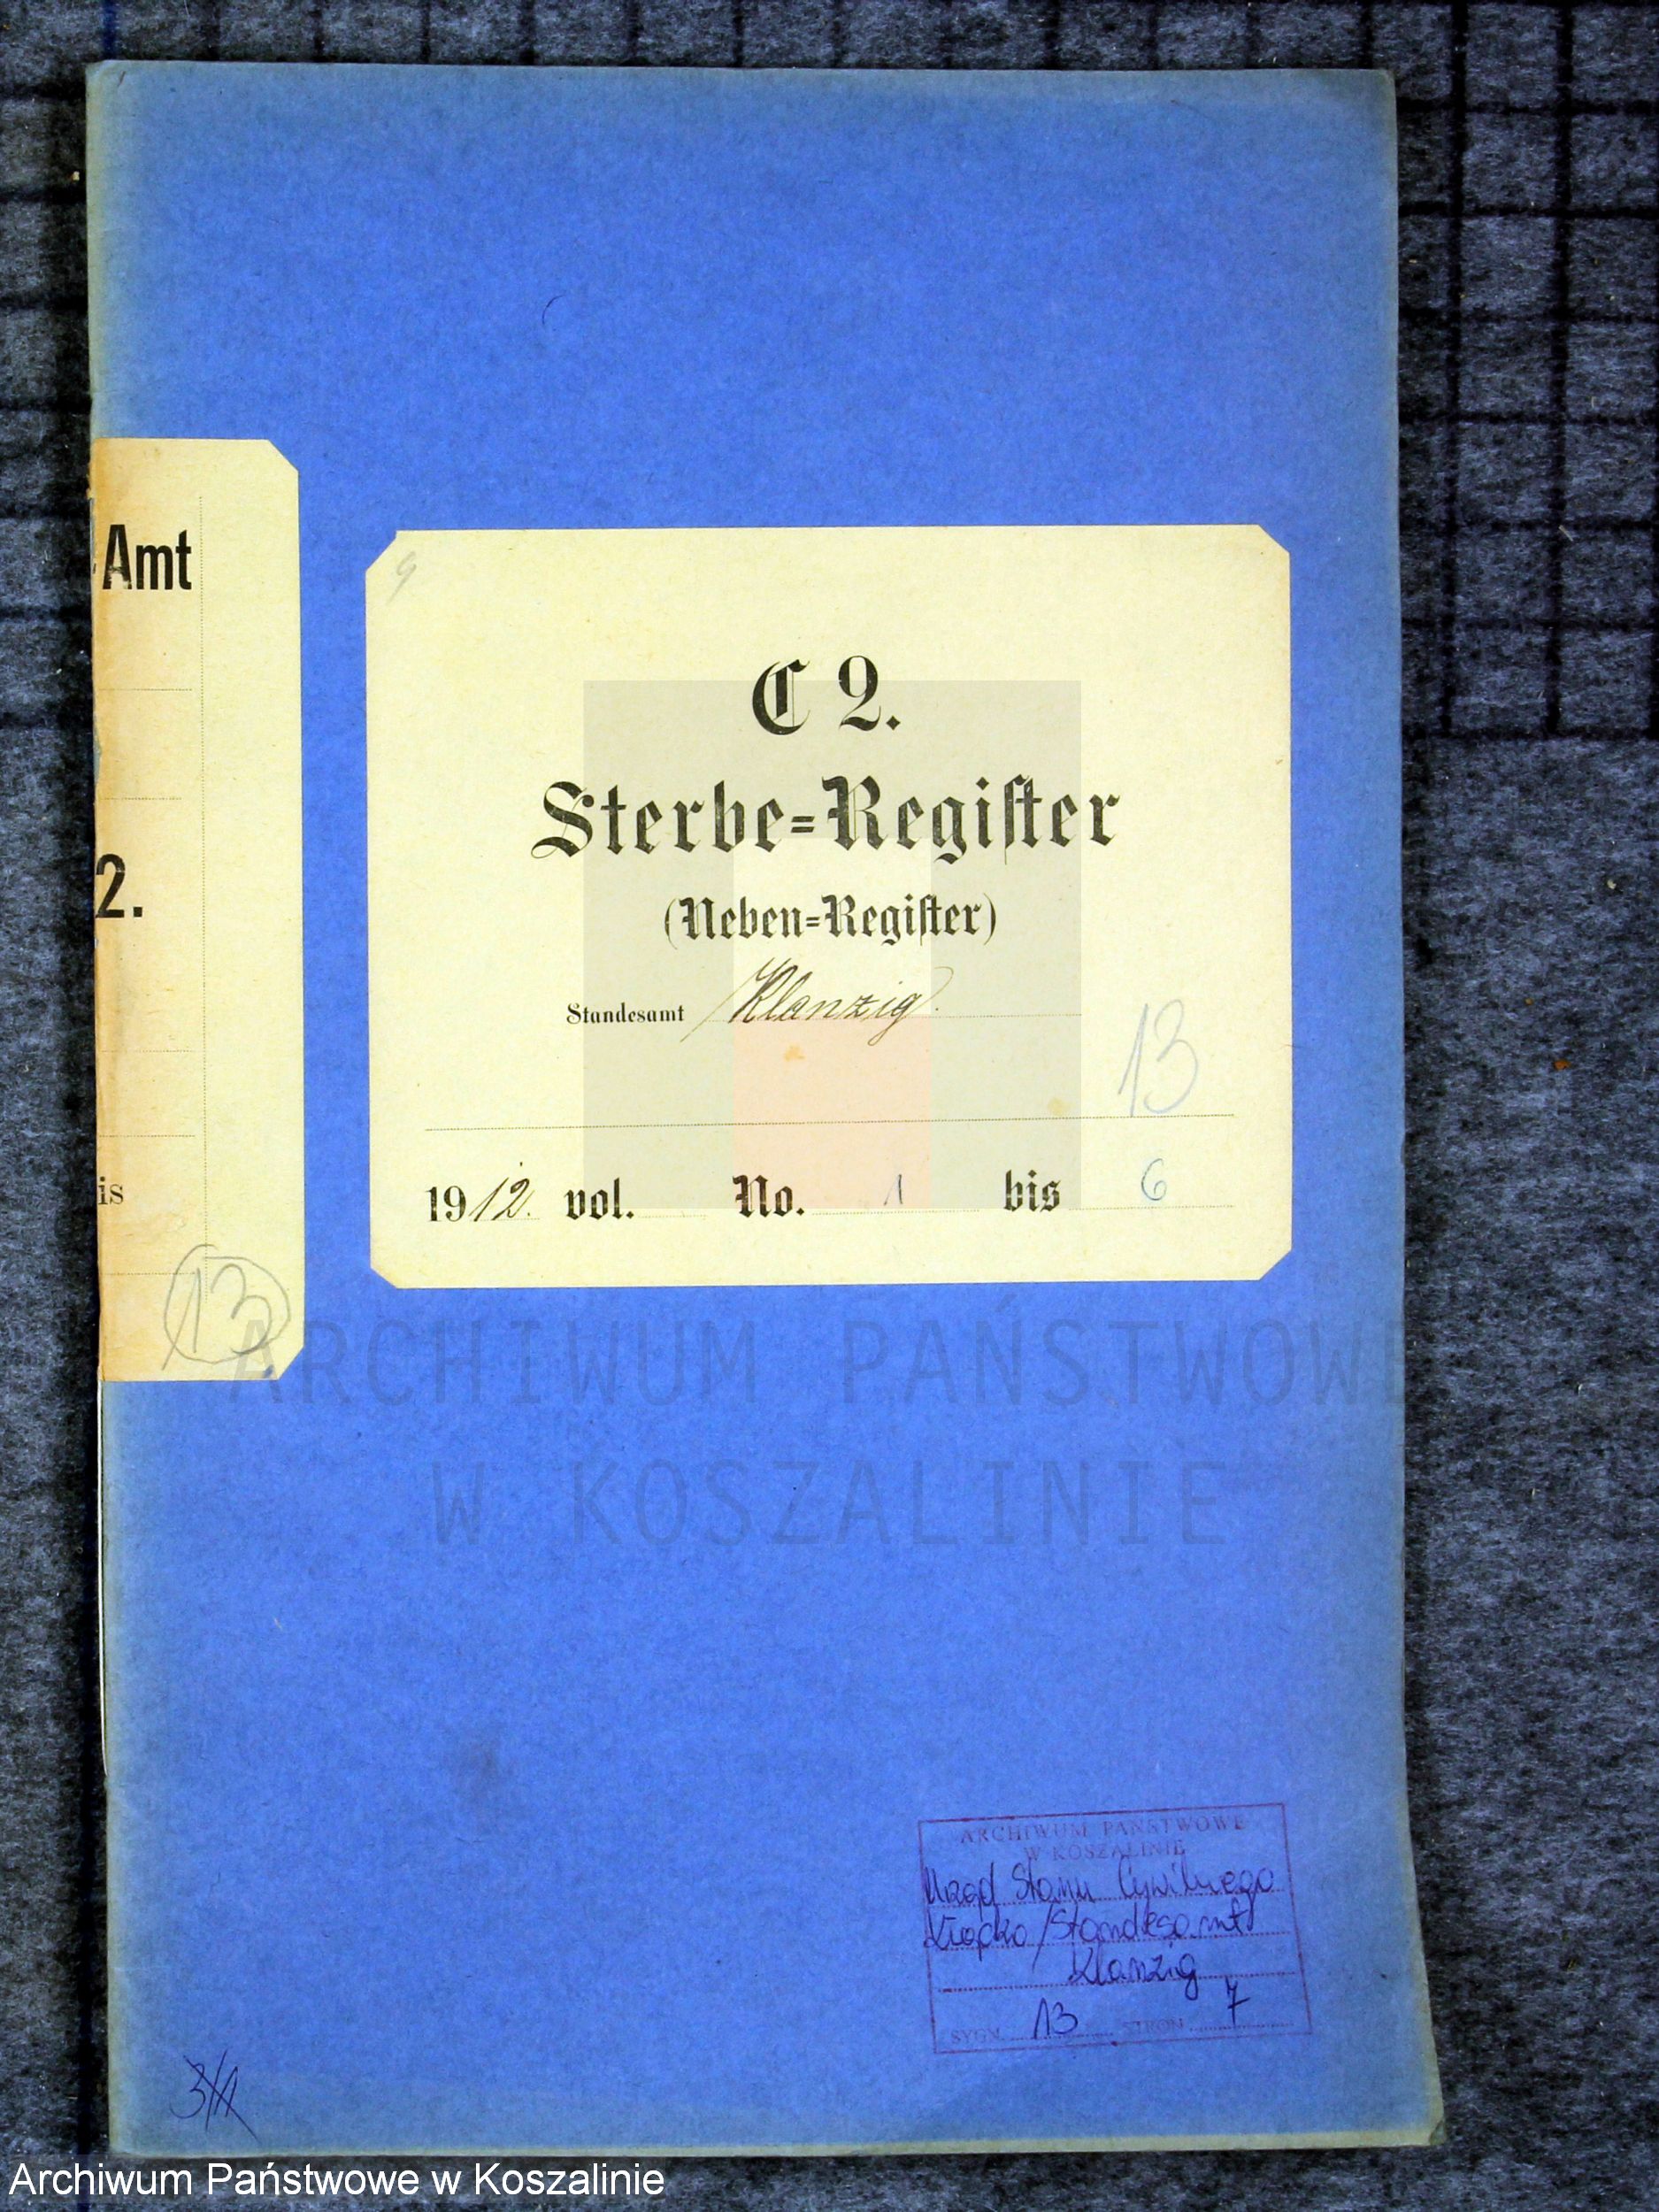 Amt
2.
is
13
9
C 2.
Sterbe=Regiſter
(Neben=Regiſter)
Standesamt Klanzig.
13
1912. vol. No. 1 bis 6
ARCHIWUM PAŃSTWOWE
W KOSZALINIE
ARCHIWUM PAŃSTWOWE
W KOSZALINIE
Urząd Stanu Cywilnego
Kłopko/Standesamt
Klanzig
SYGN. 13 STRON 7
3/1
Archiwum Państwowe w Koszalinie